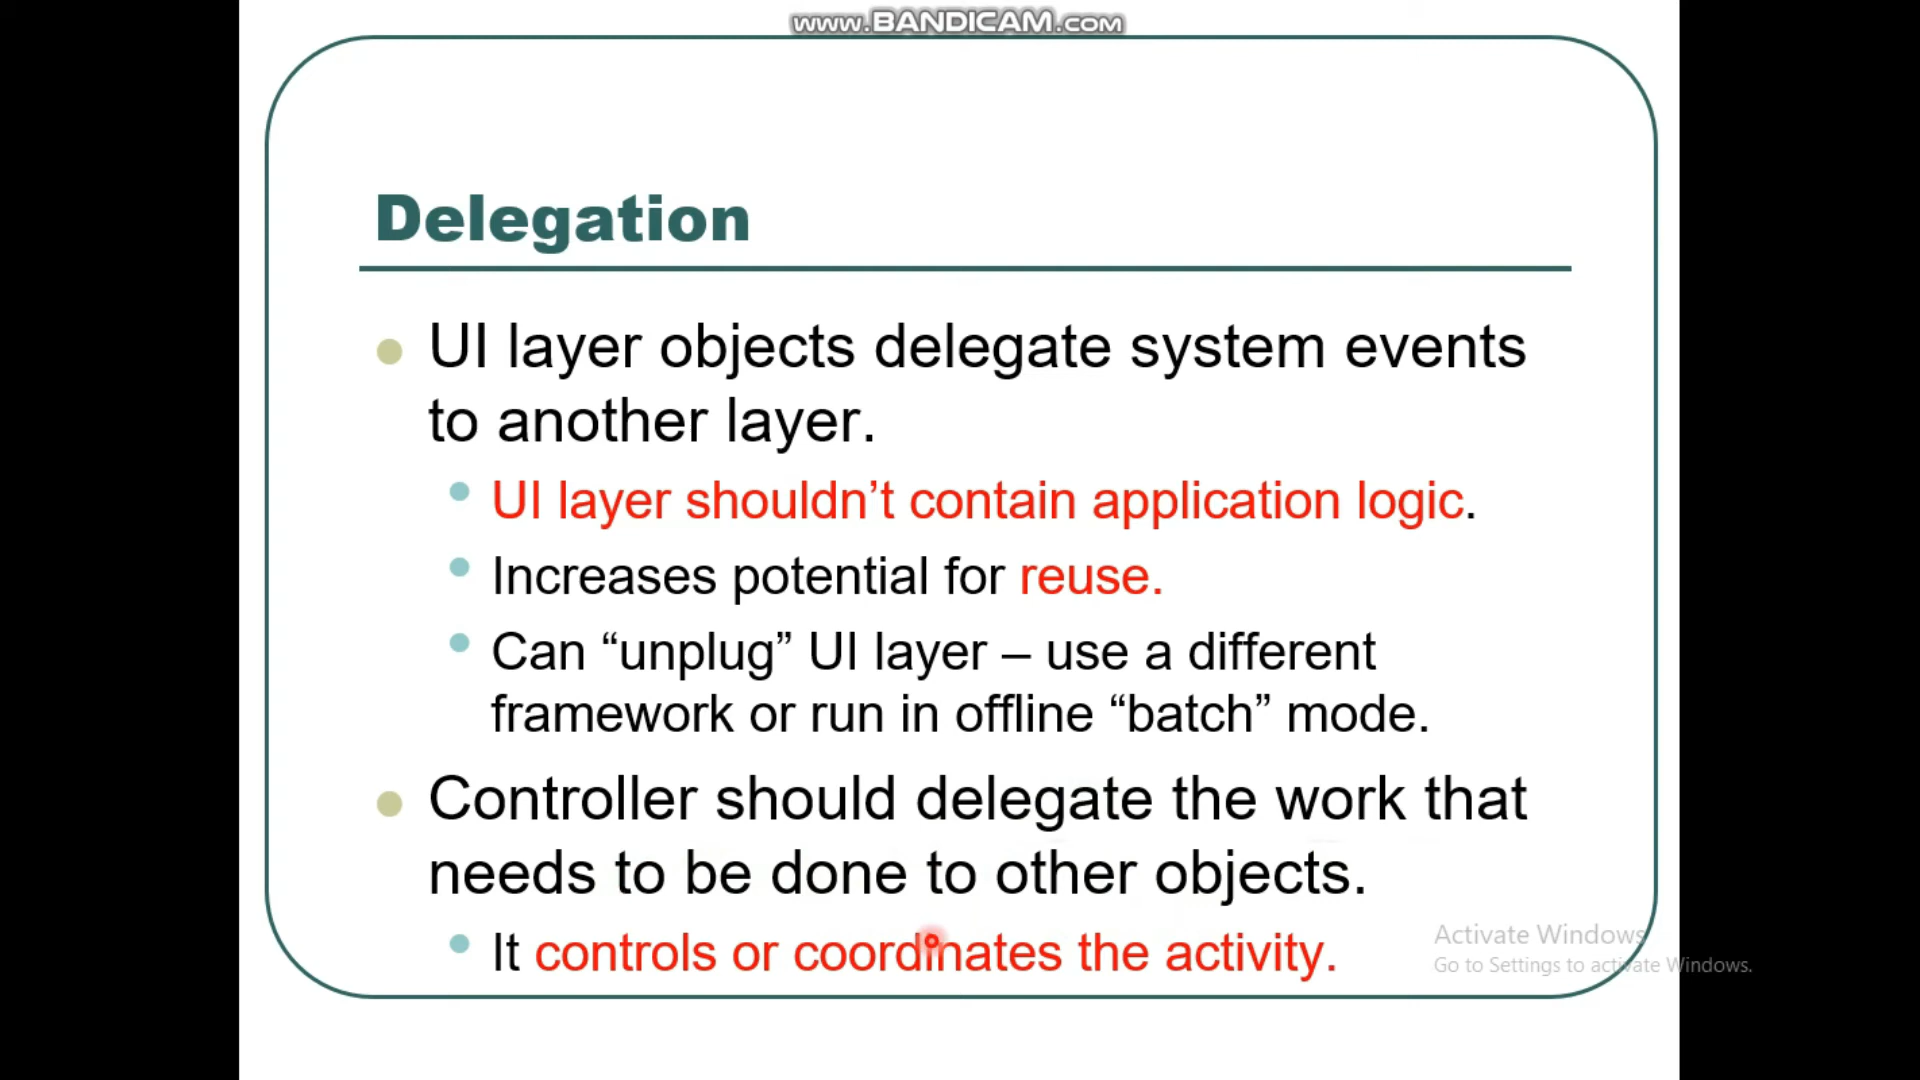 www.BANDICAM.com
Delegation
UI layer objects delegate system events
to another layer.
UI layer shouldn’t contain application logic.
Increases potential for reuse.
Can “unplug” UI layer – use a different
framework or run in offline “batch” mode.
Controller should delegate the work that
needs to be done to other objects.
It controls or coordinates the activity.
Activate Windows
Go to Settings to activate Windows.